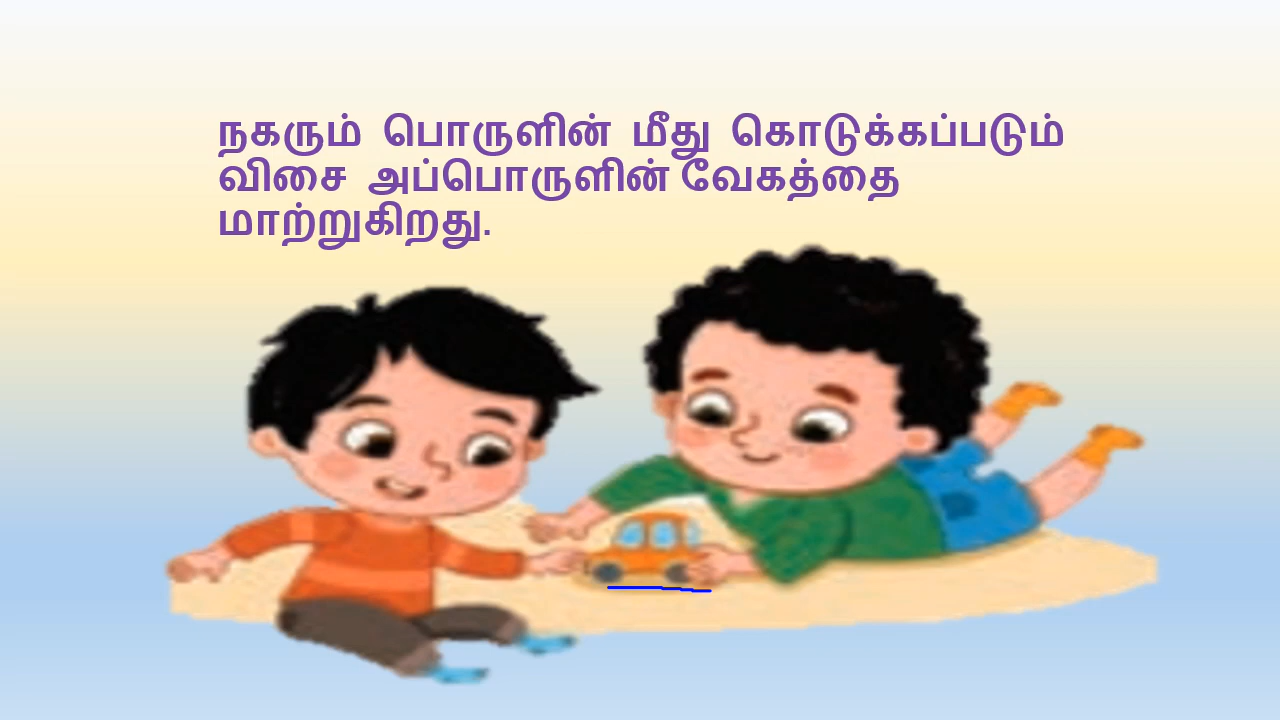 நகரும் பொருளின் மீது கொடுக்கப்படும்
விசை அப்பொருளின் வேகத்தை
மாற்றுகிறது.